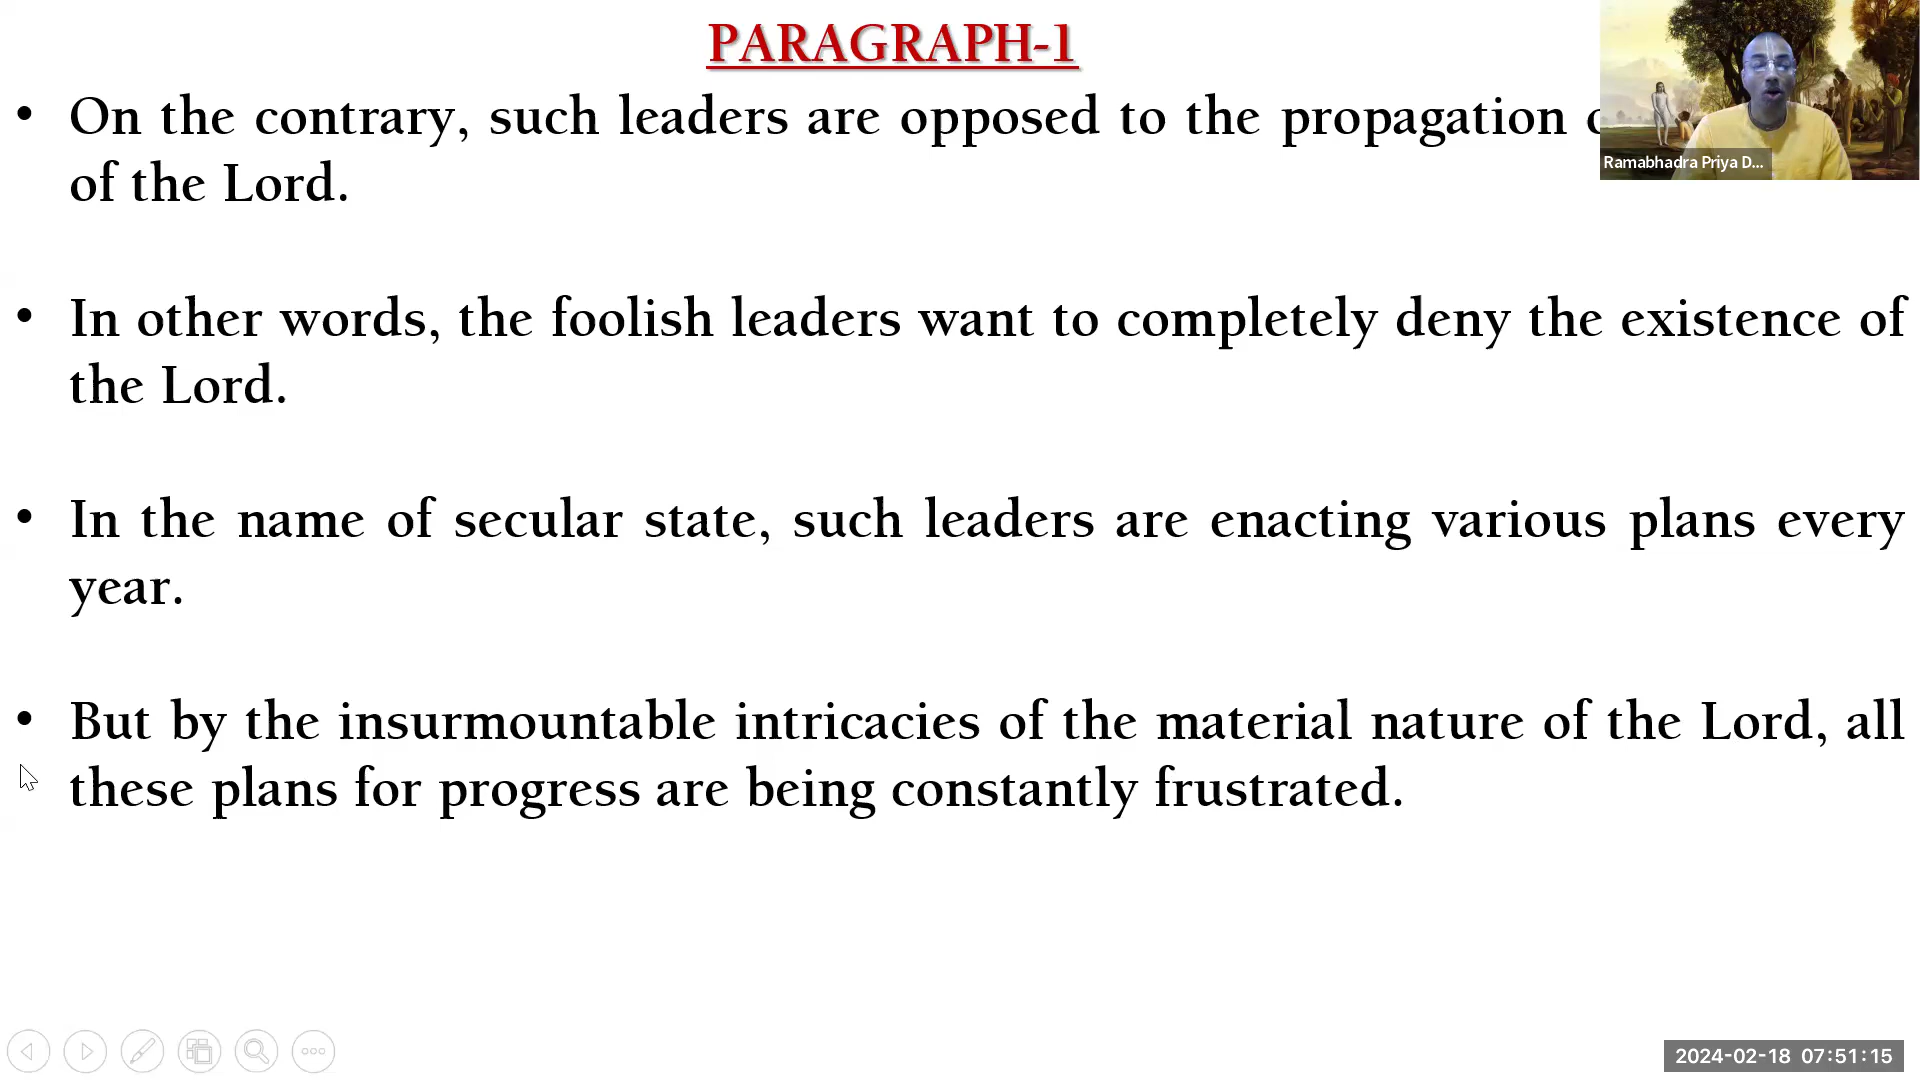 PARAGRAPH-1
• On the contrary, such leaders are opposed to the propagation
of the Lord.
• In other words, the foolish leaders want to completely deny the existence of
the Lord.
• In the name of secular state, such leaders are enacting various plans every
year.
• But by the insurmountable intricacies of the material nature of the Lord, all
these plans for progress are being constantly frustrated.
Ramabhadra Priya D...
2024-02-18 07:51:15